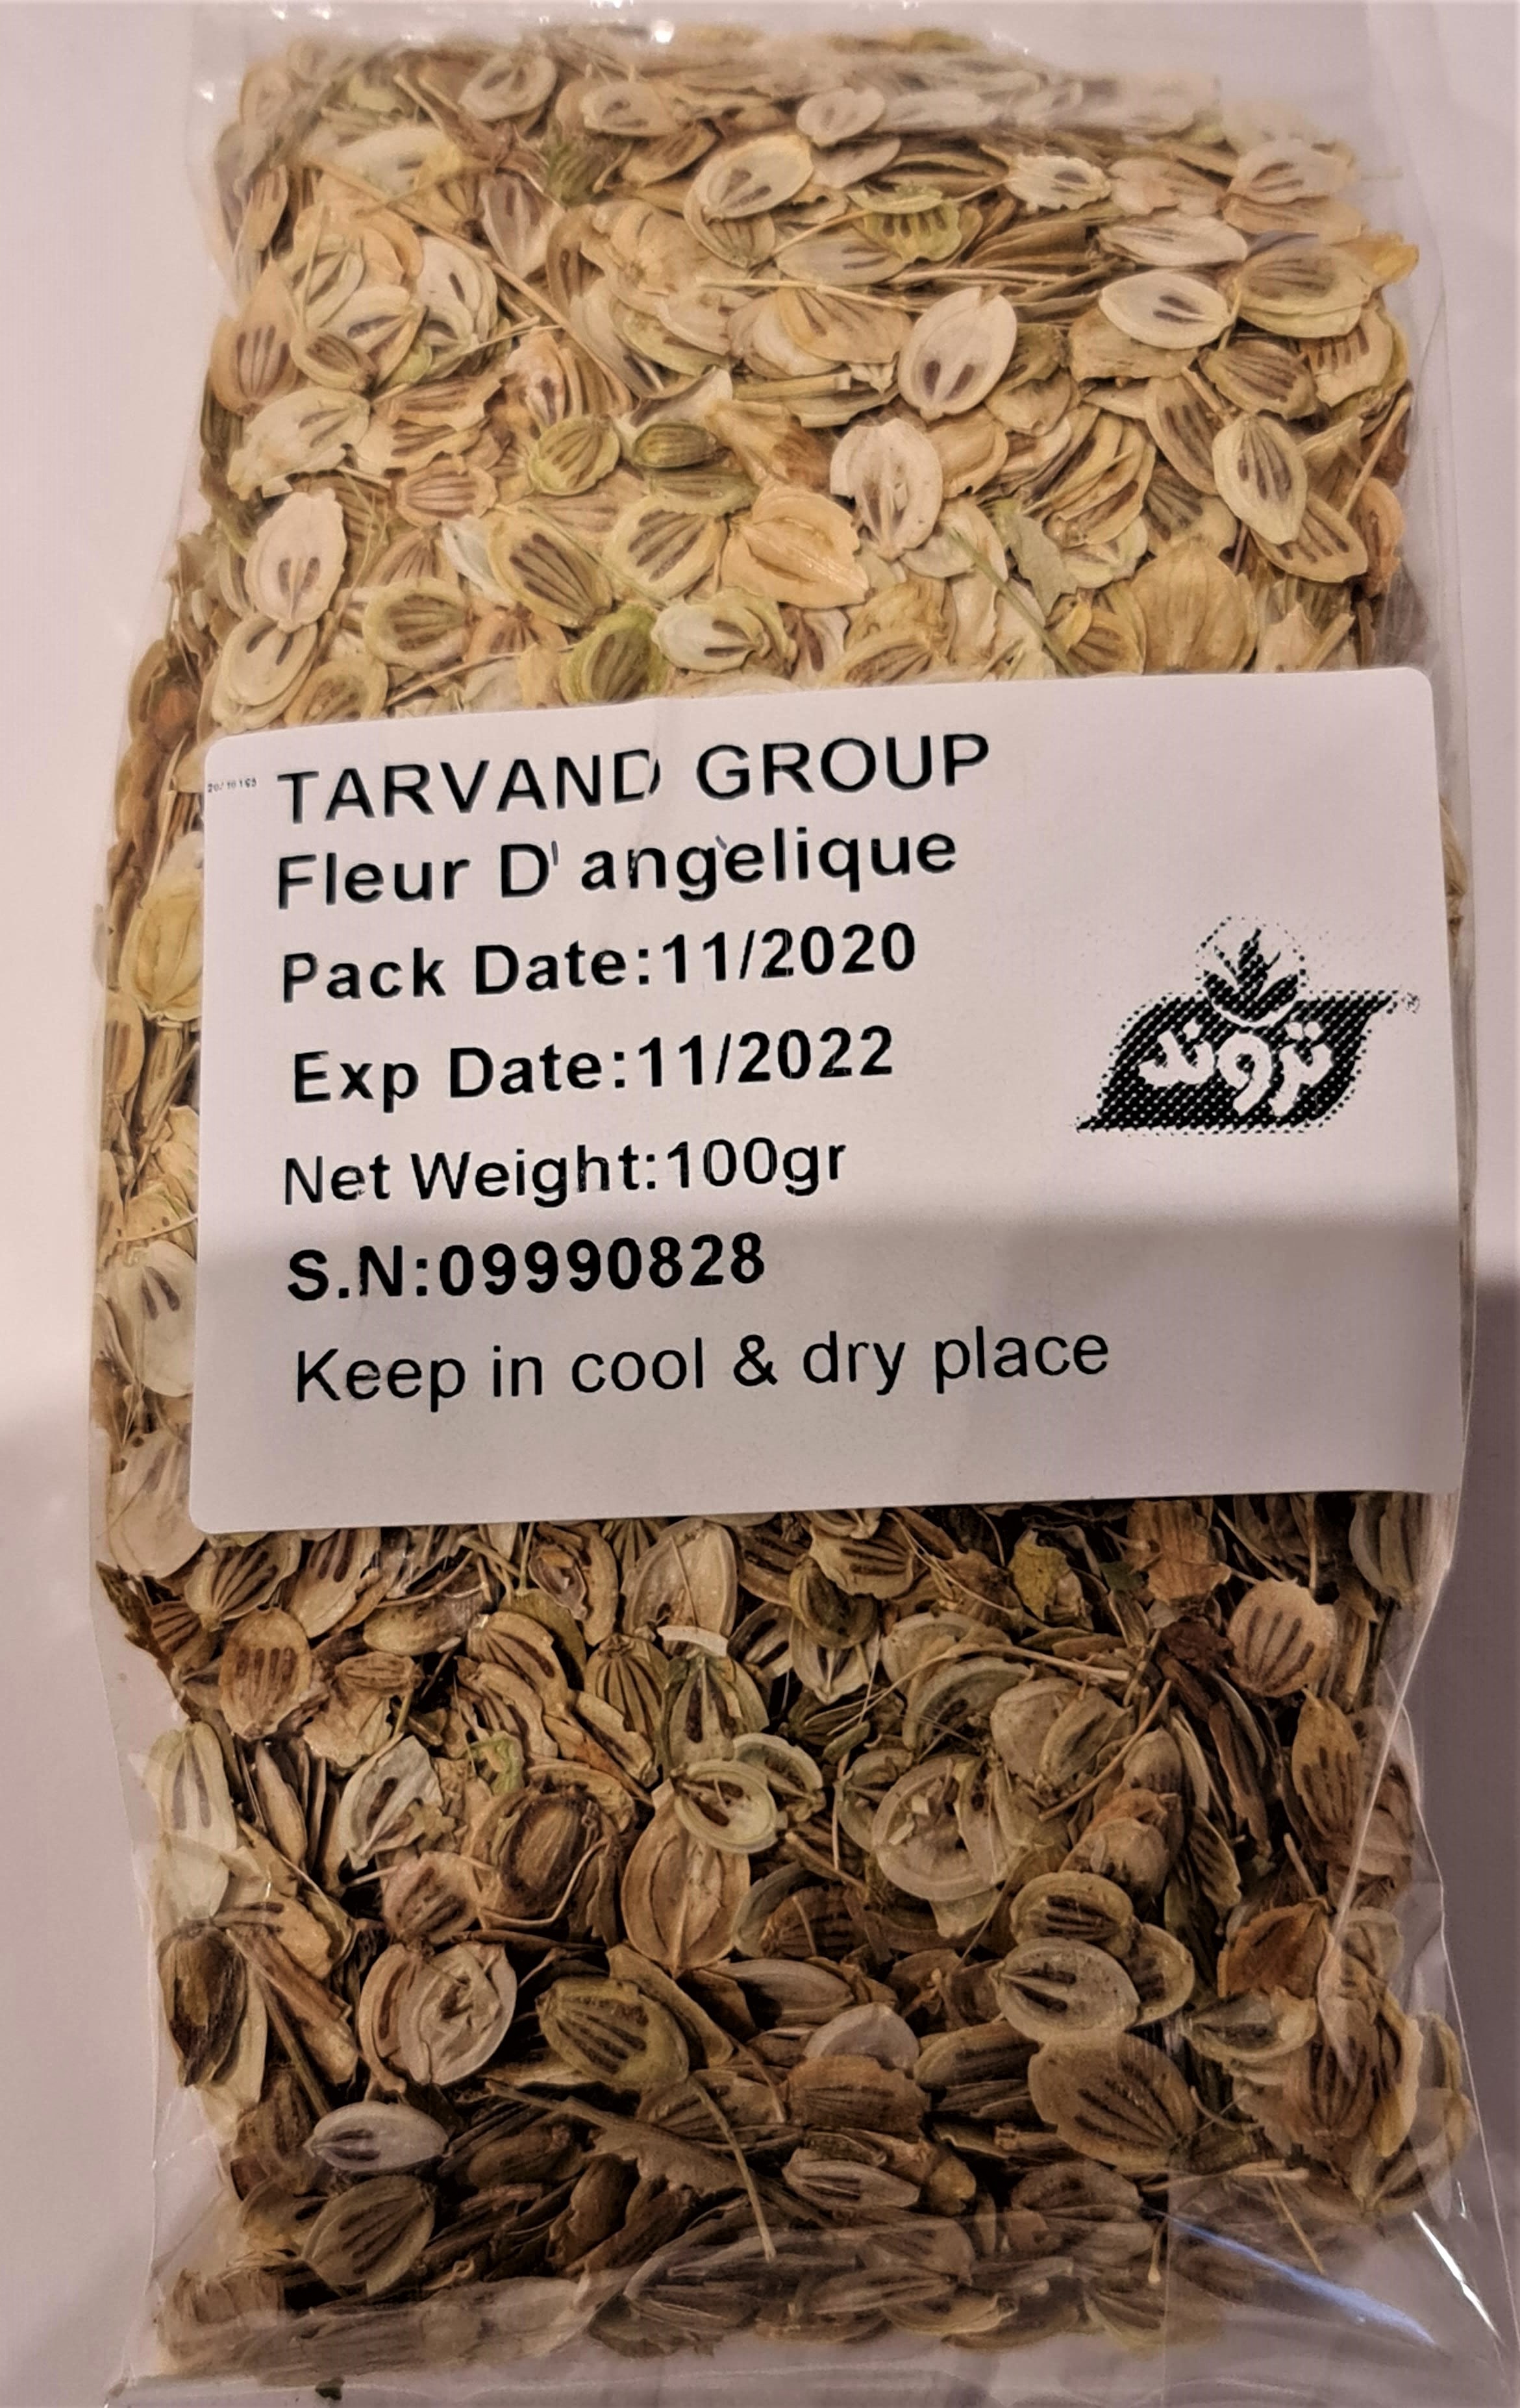 TARVAND GROUP
Fleur D' angèlique
Pack Date:11/2020
Exp Date:11/2022
Net Weight:100gr
S.N:09990828
Keep in cool & dry place
تروند